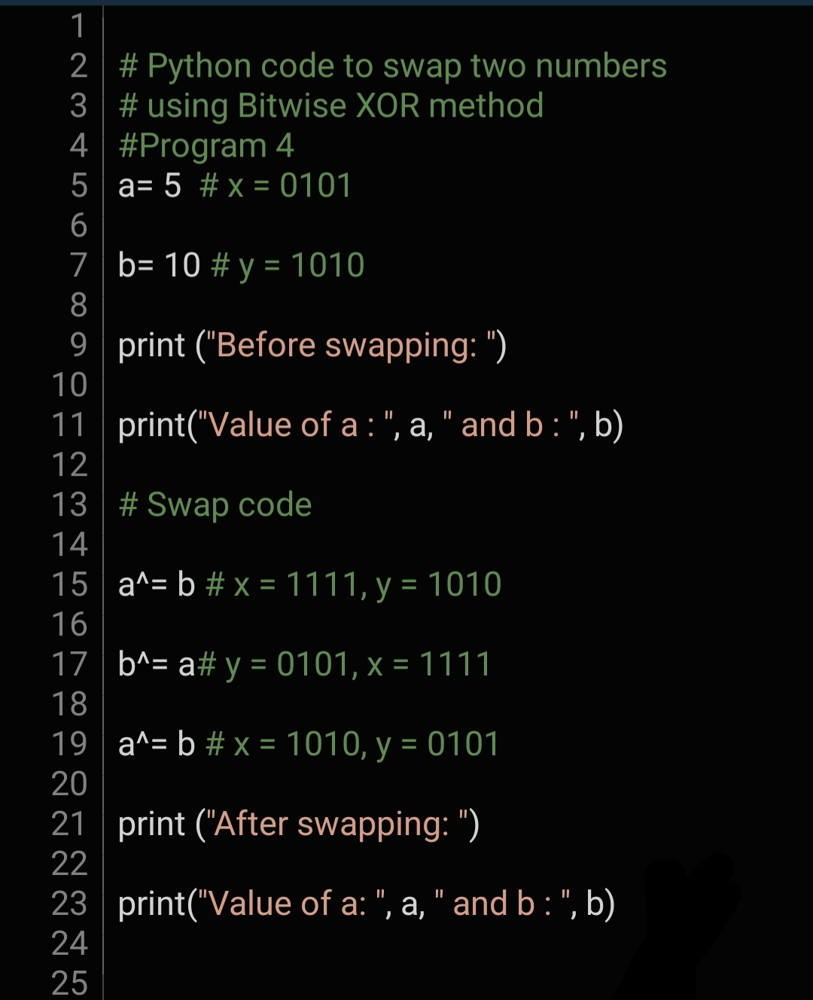 1
2 # Python code to swap two numbers
3 # using Bitwise XOR method
4 #Program 4
5 a= 5  # x = 0101
6
7 b= 10 # y = 1010
8
9 print ("Before swapping: ")
10
11 print("Value of a : ", a, " and b : ", b)
12
13 # Swap code
14
15 a^= b # x = 1111, y = 1010
16
17 b^= a# y = 0101, x = 1111
18
19 a^= b # x = 1010, y = 0101
20
21 print ("After swapping: ")
22
23 print("Value of a: ", a, " and b : ", b)
24
25